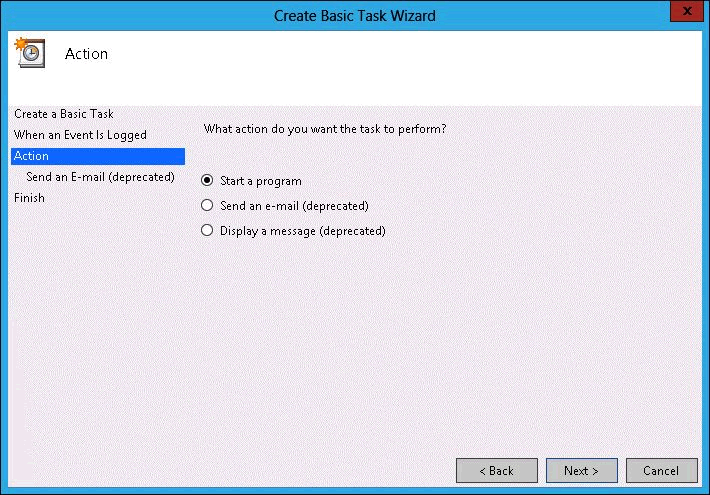 Create Basic Task Wizard
x
Action
Create a Basic Task
When an Event Is Logged
What action do you want the task to perform?
Action
Send an E-mail (deprecated)
Start a program
Finish
Send an e-mail (deprecated)
Display a message (deprecated)
< Back
Next >
Cancel